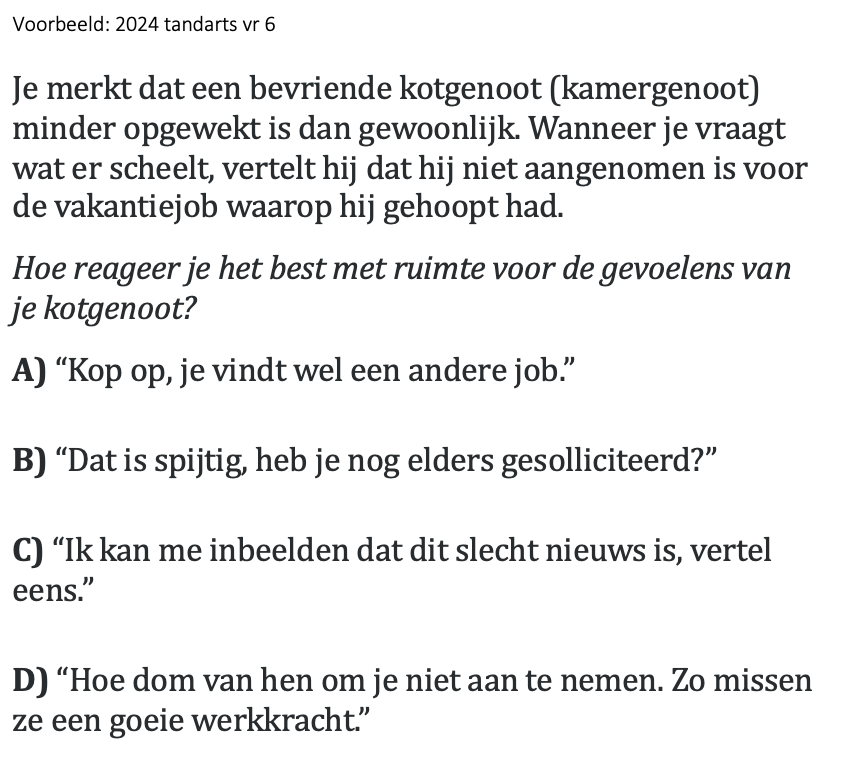 Voorbeeld: 2024 tandarts vr 6
Je merkt dat een bevriende kotgenoot (kamergenoot)
minder opgewekt is dan gewoonlijk. Wanneer je vraagt
wat er scheelt, vertelt hij dat hij niet aangenomen is voor
de vakantiejob waarop hij gehoopt had.
Hoe reageer je het best met ruimte voor de gevoelens van
je kotgenoot?
A) “Kop op, je vindt wel een andere job.”
B) “Dat is spijtig, heb je nog elders gesolliciteerd?”
C) “Ik kan me inbeelden dat dit slecht nieuws is, vertel
eens.”
D) “Hoe dom van hen om je niet aan te nemen. Zo missen
ze een goeie werkkracht.”